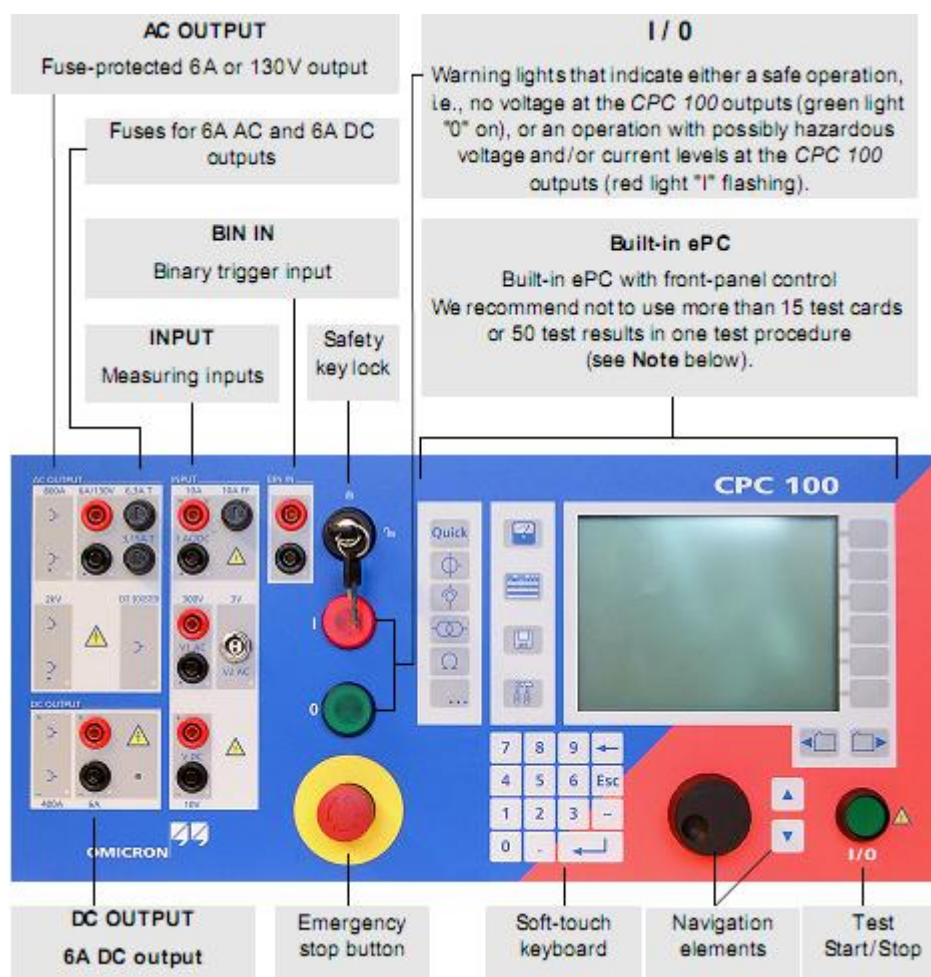 AC OUTPUT
Fuse-protected 6A or 130V output
Fuses for 6A AC and 6A DC
outputs
BIN IN
Binary trigger input
INPUT
Measuring inputs
Safety
key lock
I / 0
Warning lights that indicate either a safe operation,
i.e., no voltage at the CPC 100 outputs (green light
"0" on), or an operation with possibly hazardous
voltage and/or current levels at the CPC 100
outputs (red light "I" flashing).
Built-in ePC
Built-in ePC with front-panel control
We recommend not to use more than 15 test cards
or 50 test results in one test procedure
(see Note below).
AC OUTPUT
800A 6A/130V 6,3A T
3,15A T
2kV EXT. BOOSTER
DC OUTPUT
400A 6A
INPUT
10A 10A FF
I AC/DC
300V 3V
V1 AC
V2 AC
V DC
10V
BIN IN
I
0
OMICRON
CPC 100
Quick
Ω
...
7 8 9 ←
4 5 6 Esc
1 2 3 –
0 .
I/0
DC OUTPUT
6A DC output
Emergency
stop button
Soft-touch
keyboard
Navigation
elements
Test
Start/Stop